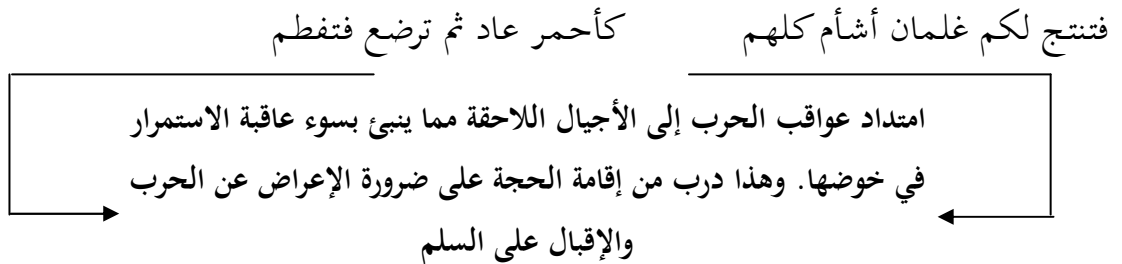 فتنتج لكم غلمان أشأم كلهم كأحمر عاد ثم ترضع فتفطم
امتداد عواقب الحرب إلى الأجيال اللاحقة مما ينبئ بسوء عاقبة الاستمرار
في خوضها. وهذا درب من إقامة الحجة على ضرورة الإعراض عن الحرب
والإقبال على السلم